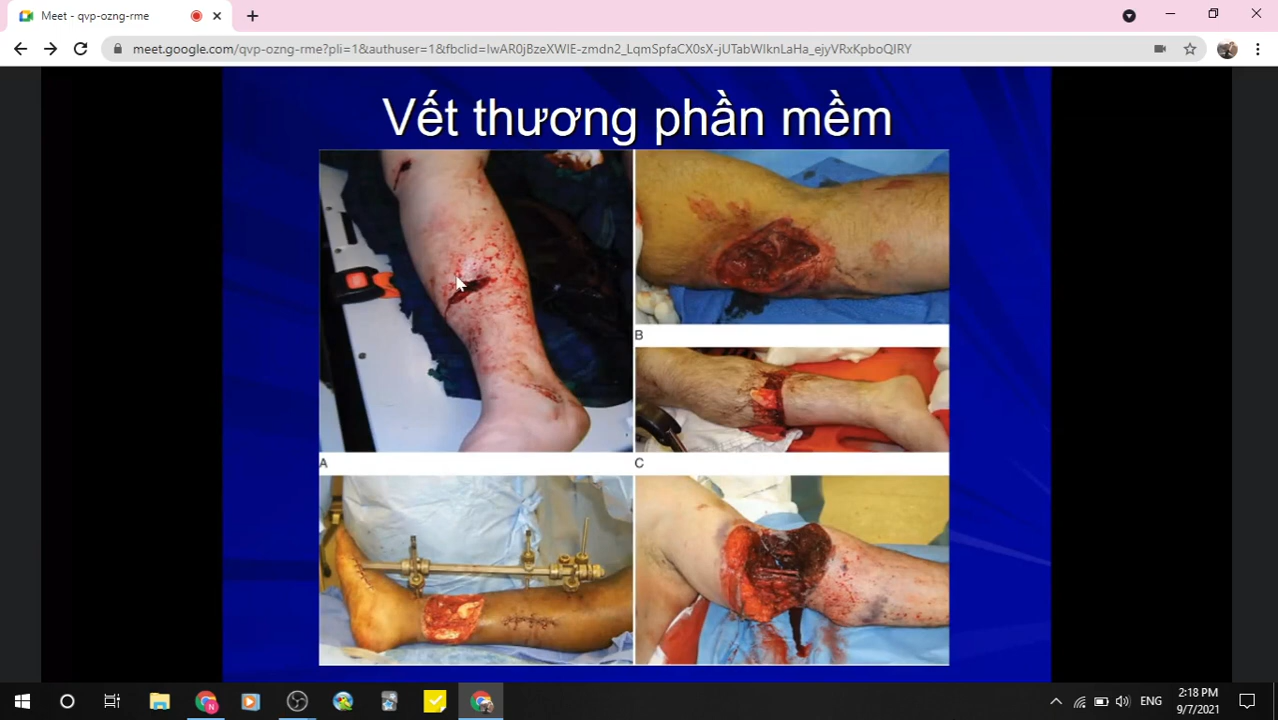 Meet - qvp-ozng-rme
meet.google.com/qvp-ozng-rme?pli=1&authuser=1&fbclid=IwAR0jBzeXWIE-zmdn2_LqmSpfaCX0sX-jUTabWIknLaHa_ejyVRxKpboQIRY
Vết thương phần mềm
B
A
C
N
ENG
2:18 PM
9/7/2021